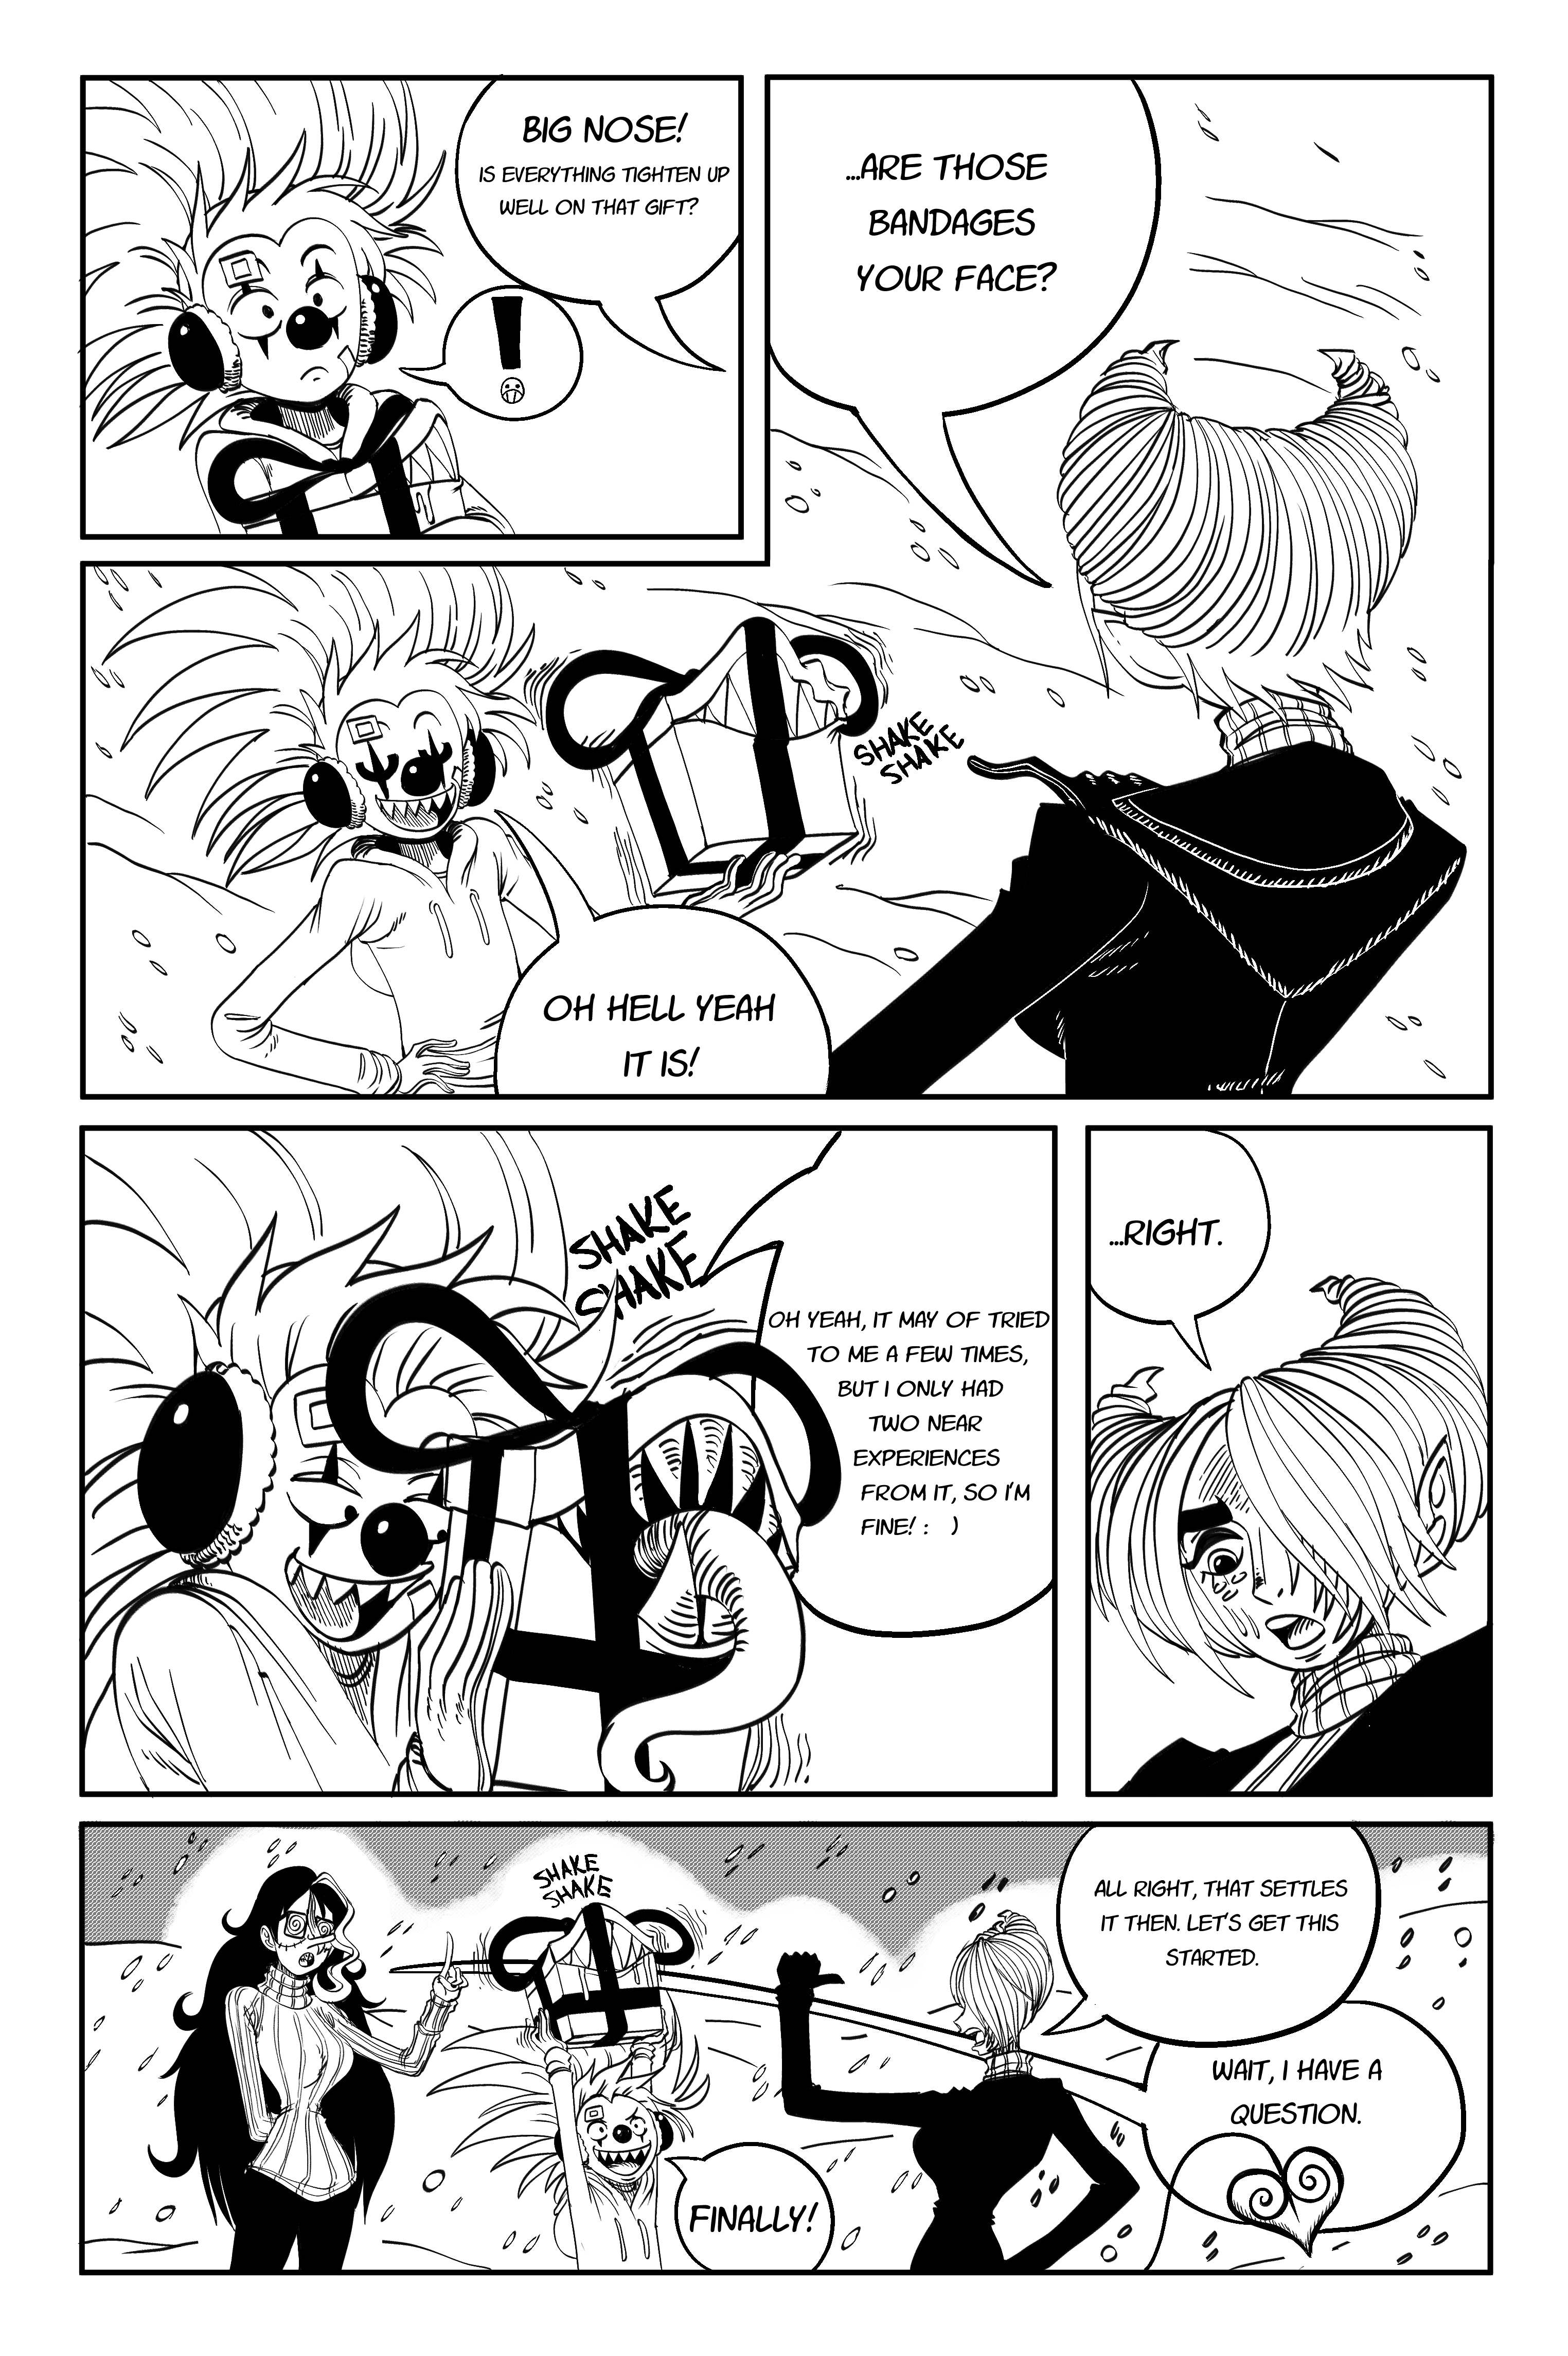 BIG NOSE!
IS EVERYTHING TIGHTEN UP
WELL ON THAT GIFT?
!
...ARE THOSE
BANDAGES
YOUR FACE?
SHAKE
SHAKE
OH HELL YEAH
IT IS!
SHAKE
SHAKE
OH YEAH, IT MAY OF TRIED
TO ME A FEW TIMES,
BUT I ONLY HAD
TWO NEAR
EXPERIENCES
FROM IT, SO I'M
FINE! : )
...RIGHT.
SHAKE
SHAKE
ALL RIGHT, THAT SETTLES
IT THEN. LET'S GET THIS
STARTED.
WAIT, I HAVE A
QUESTION.
FINALLY!